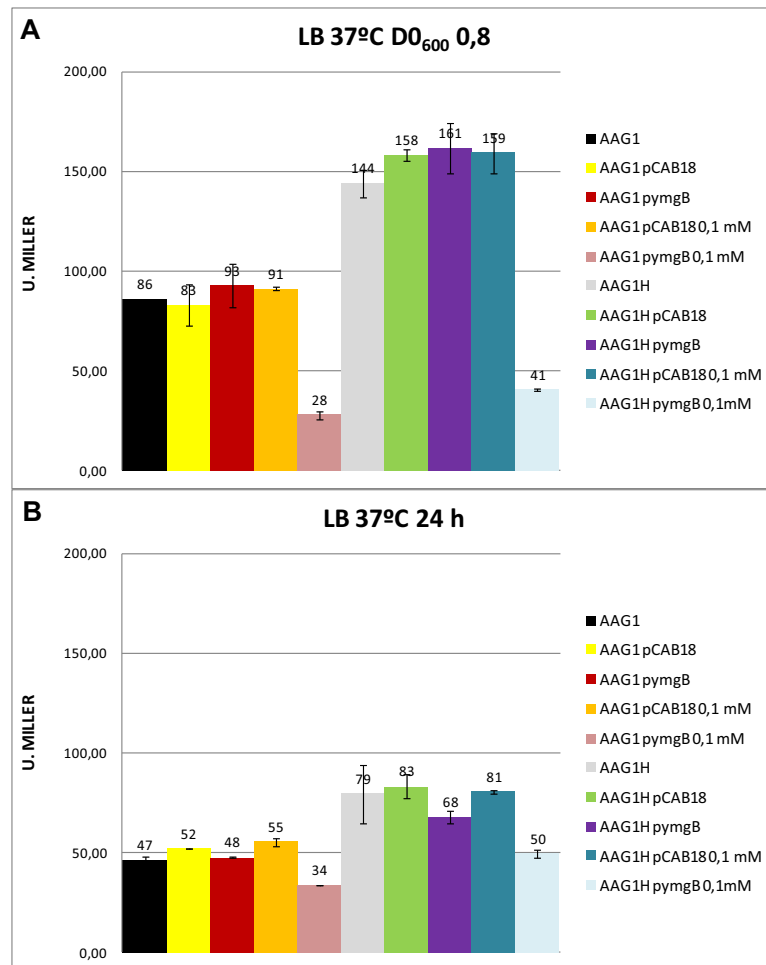 A
LB 37ºC D0₆₀₀ 0,8
200,00
150,00
100,00
50,00
0,00
U. MILLER
86
83
93
91
28
144
158
161
159
41
AAG1
AAG1 pCAB18
AAG1 pymgB
AAG1 pCAB18 0,1 mM
AAG1 pymgB 0,1 mM
AAG1H
AAG1H pCAB18
AAG1H pymgB
AAG1H pCAB18 0,1 mM
AAG1H pymgB 0,1mM
B
LB 37ºC 24 h
200,00
150,00
100,00
50,00
0,00
U. MILLER
47
52
48
55
34
79
83
68
81
50
AAG1
AAG1 pCAB18
AAG1 pymgB
AAG1 pCAB18 0,1 mM
AAG1 pymgB 0,1 mM
AAG1H
AAG1H pCAB18
AAG1H pymgB
AAG1H pCAB18 0,1 mM
AAG1H pymgB 0,1mM